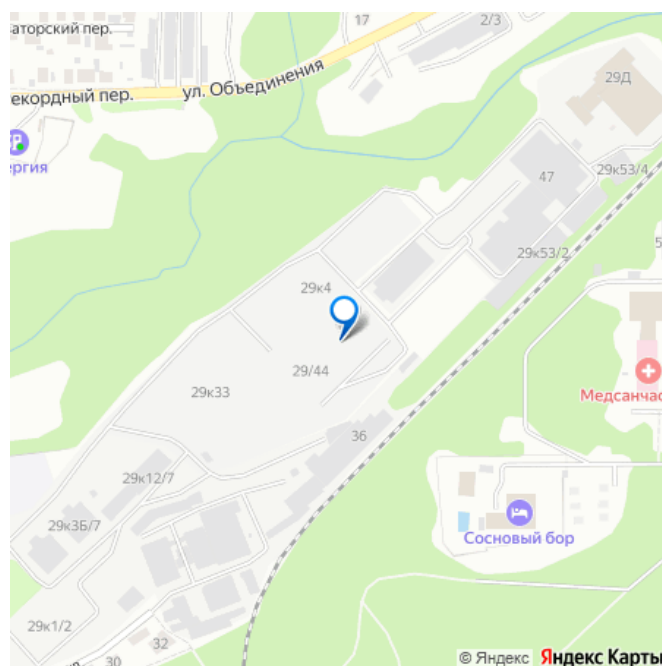 17
2/3
заторский пер.
29Д
ул. Объединения
екордный пер.
47
29к53/4
ергия
29к53/2
29к4
29/44
29к33
Медсанчас
36
29к12/7
29к3Б/7
Сосновый бор
29к1/2
32
30
© Яндекс Яндекс Карты